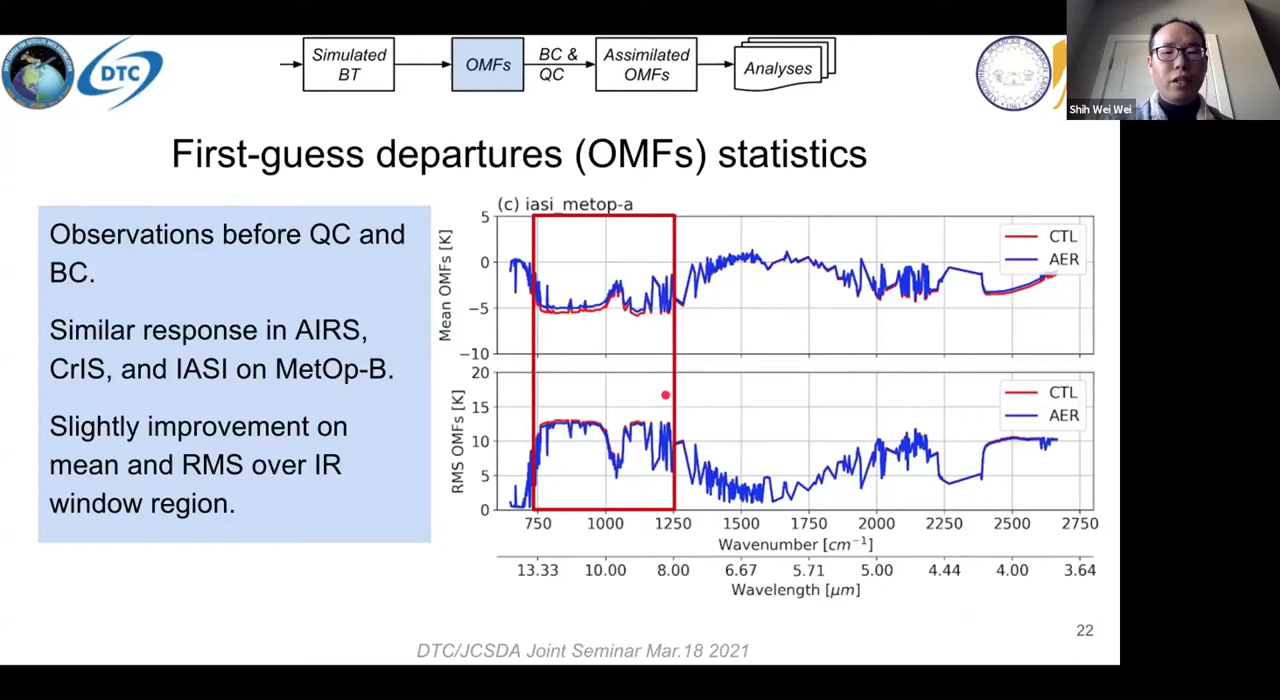 Simulated
BT
OMFs
BC &
QC
Assimilated
OMFs
Analyses
DTC
Shih Wei Wei
First-guess departures (OMFs) statistics
Observations before QC and
BC.
Similar response in AIRS,
CrIS, and IASI on MetOp-B.
Slightly improvement on
mean and RMS over IR
window region.
(c) iasi_metop-a
Mean OMFs [K]
5
0
−5
−10
CTL
AER
RMS OMFs [K]
20
15
10
5
0
CTL
AER
750 1000 1250 1500 1750 2000 2250 2500 2750
Wavenumber [cm⁻¹]
13.33 10.00 8.00 6.67 5.71 5.00 4.44 4.00 3.64
Wavelength [μm]
22
DTC/JCSDA Joint Seminar Mar.18 2021